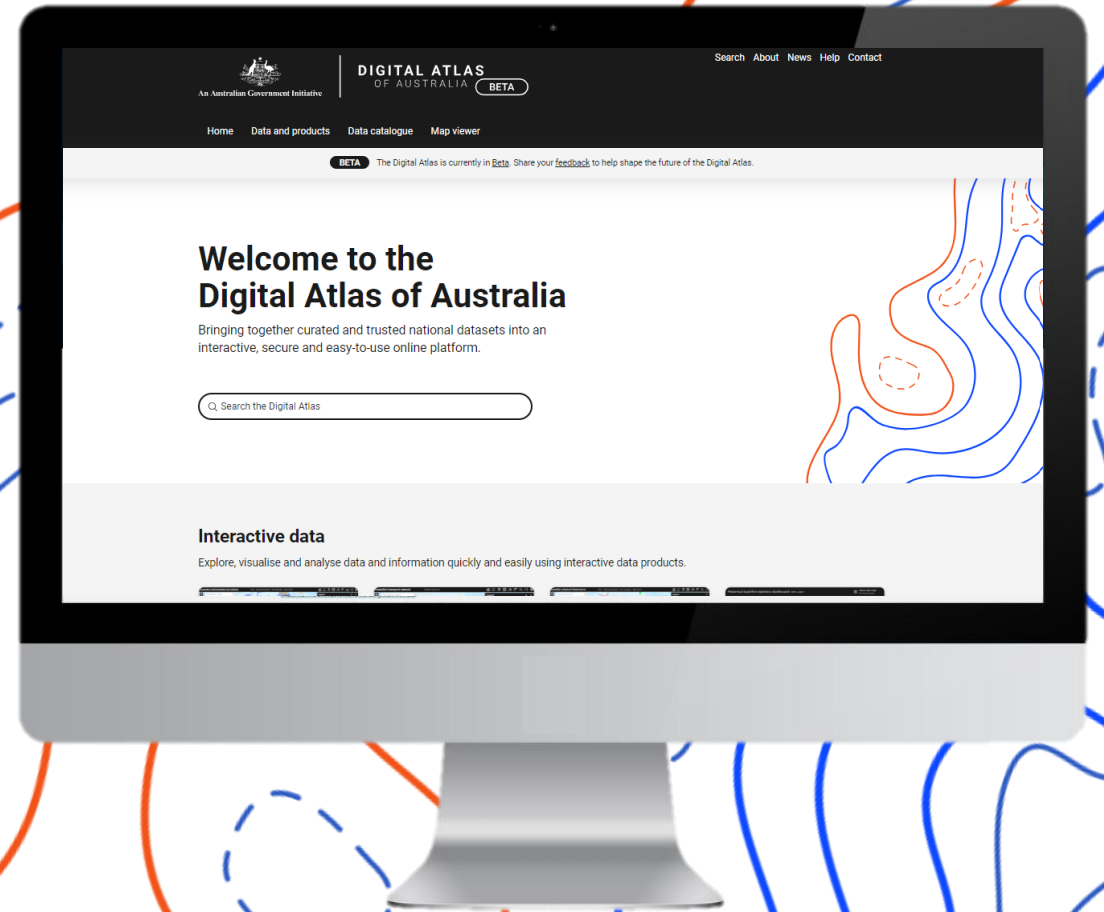 Search About News Help Contact
An Australian Government Initiative
DIGITAL ATLAS
OF AUSTRALIA BETA
Home Data and products Data catalogue Map viewer
BETA The Digital Atlas is currently in Beta. Share your feedback to help shape the future of the Digital Atlas.
Welcome to the
Digital Atlas of Australia
Bringing together curated and trusted national datasets into an
interactive, secure and easy-to-use online platform.
Search the Digital Atlas
Interactive data
Explore, visualise and analyse data and information quickly and easily using interactive data products.